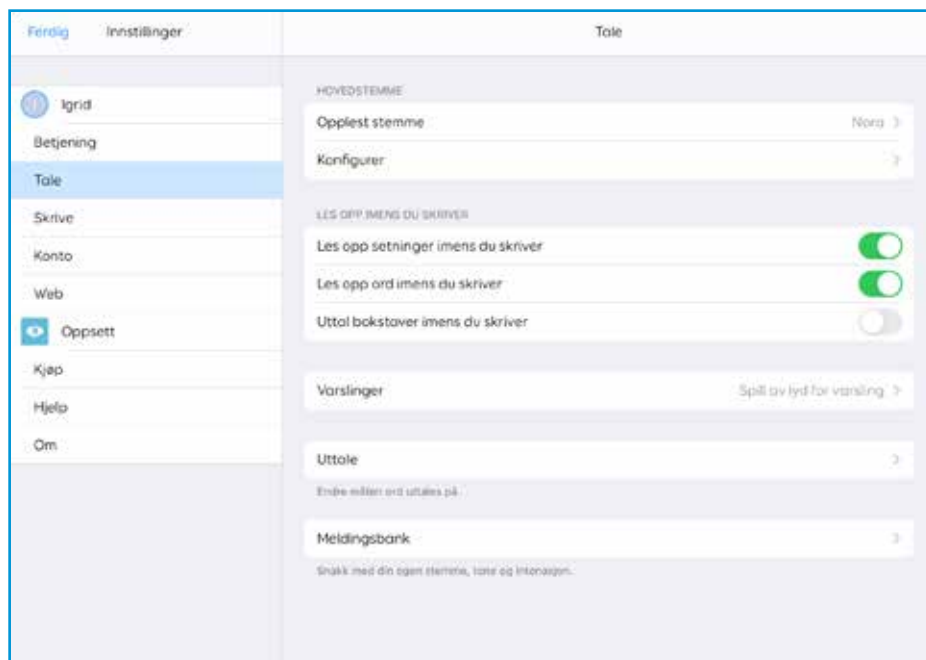 Ferdig
Innstillinger
Tale
Igrid
Betjening
Tale
Skrive
Konto
Web
Oppsett
Kjøp
Hjelp
Om
HOVEDSTEMME
Opplest stemme
Nora
Konfigurer
LES OPP IMENS DU SKRIVER
Les opp setninger imens du skriver
Les opp ord imens du skriver
Uttal bokstaver imens du skriver
Varslinger
Spill av lyd for varsling
Uttale
Endre måten ord uttales på.
Meldingsbank
Snakk med din egen stemme, tone og intonasjon.